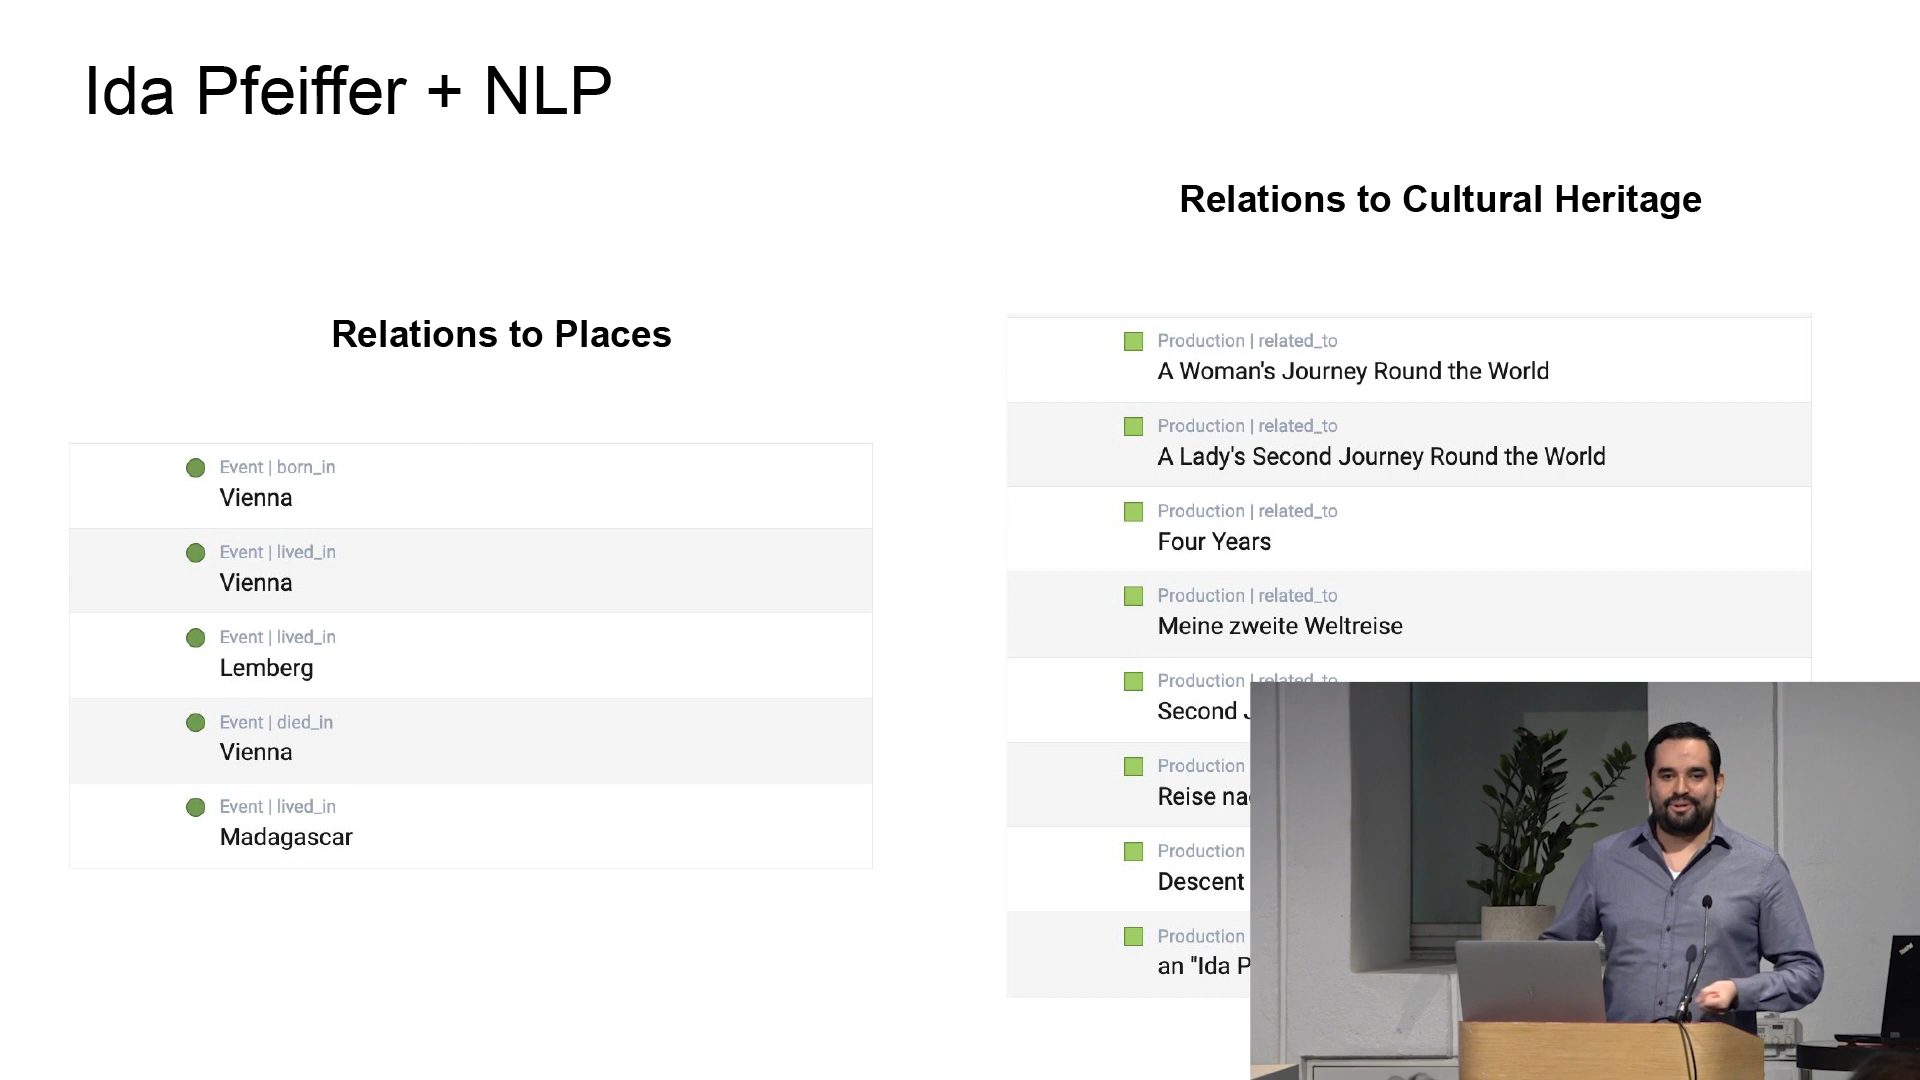 Ida Pfeiffer + NLP
Relations to Places
Event | born_in
Vienna
Event | lived_in
Vienna
Event | lived_in
Lemberg
Event | died_in
Vienna
Event | lived_in
Madagascar
Relations to Cultural Heritage
Production | related_to
A Woman's Journey Round the World
Production | related_to
A Lady's Second Journey Round the World
Production | related_to
Four Years
Production | related_to
Meine zweite Weltreise
Production | related_to
Second
Production
Reise
Production
Descent
Production
an "Ida